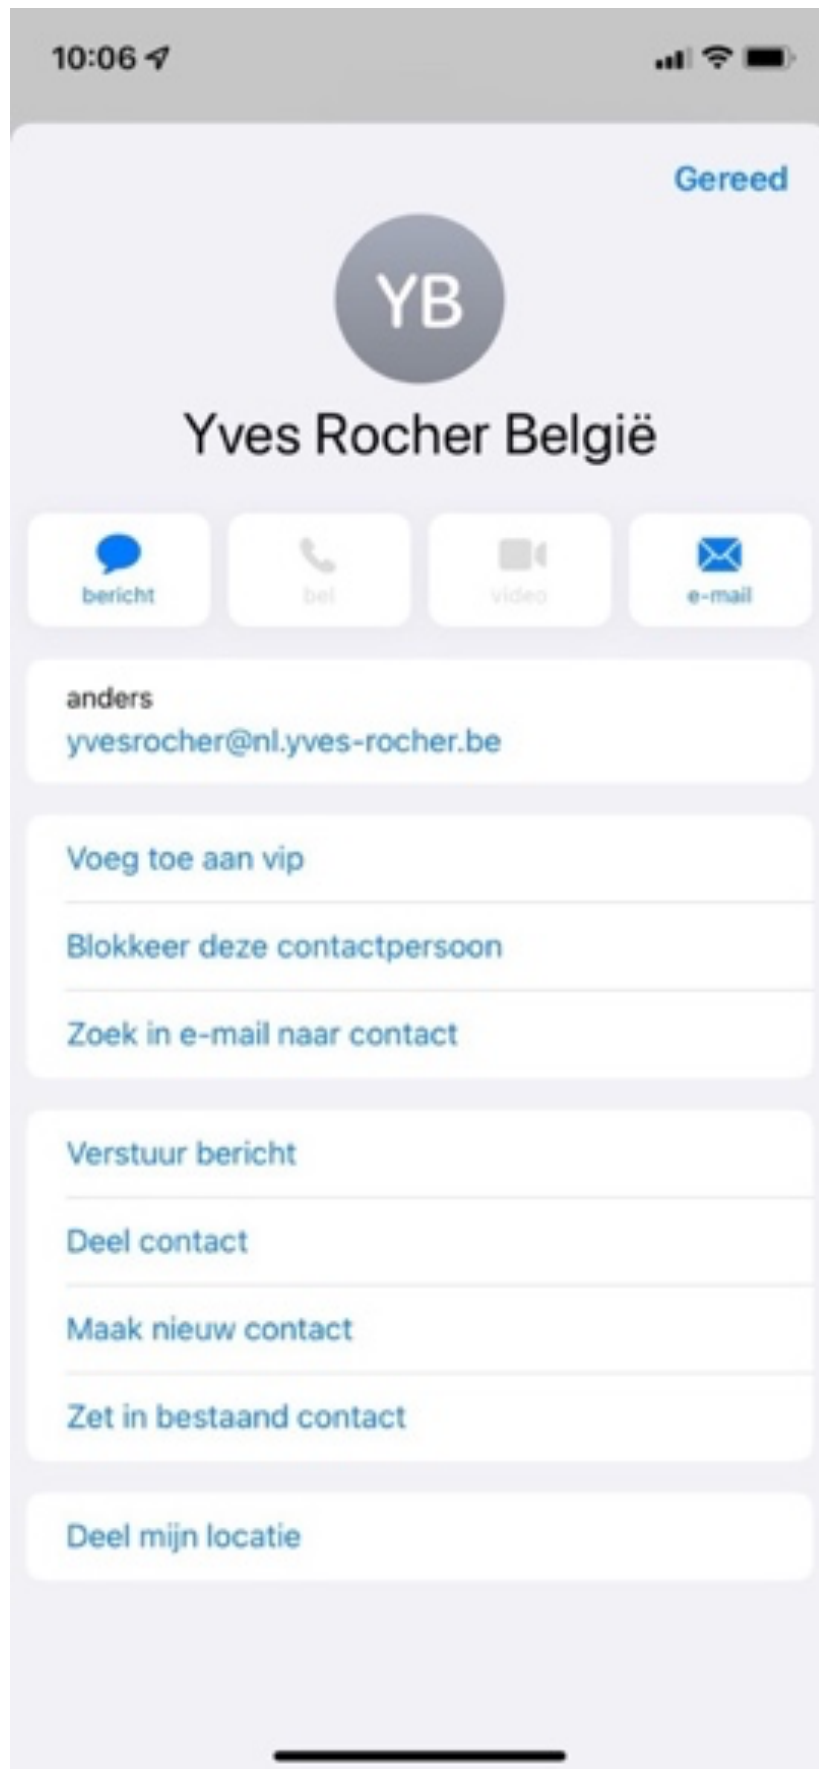 10:06
Gereed
YB
Yves Rocher België
bericht
bel
video
e-mail
anders
yvesrocher@nl.yves-rocher.be
Voeg toe aan vip
Blokkeer deze contactpersoon
Zoek in e-mail naar contact
Verstuur bericht
Deel contact
Maak nieuw contact
Zet in bestaand contact
Deel mijn locatie